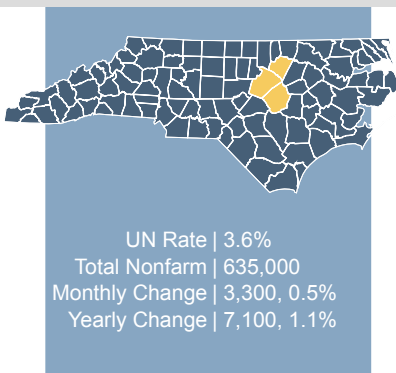 UN Rate | 3.6%
Total Nonfarm | 635,000
Monthly Change | 3,300, 0.5%
Yearly Change | 7,100, 1.1%